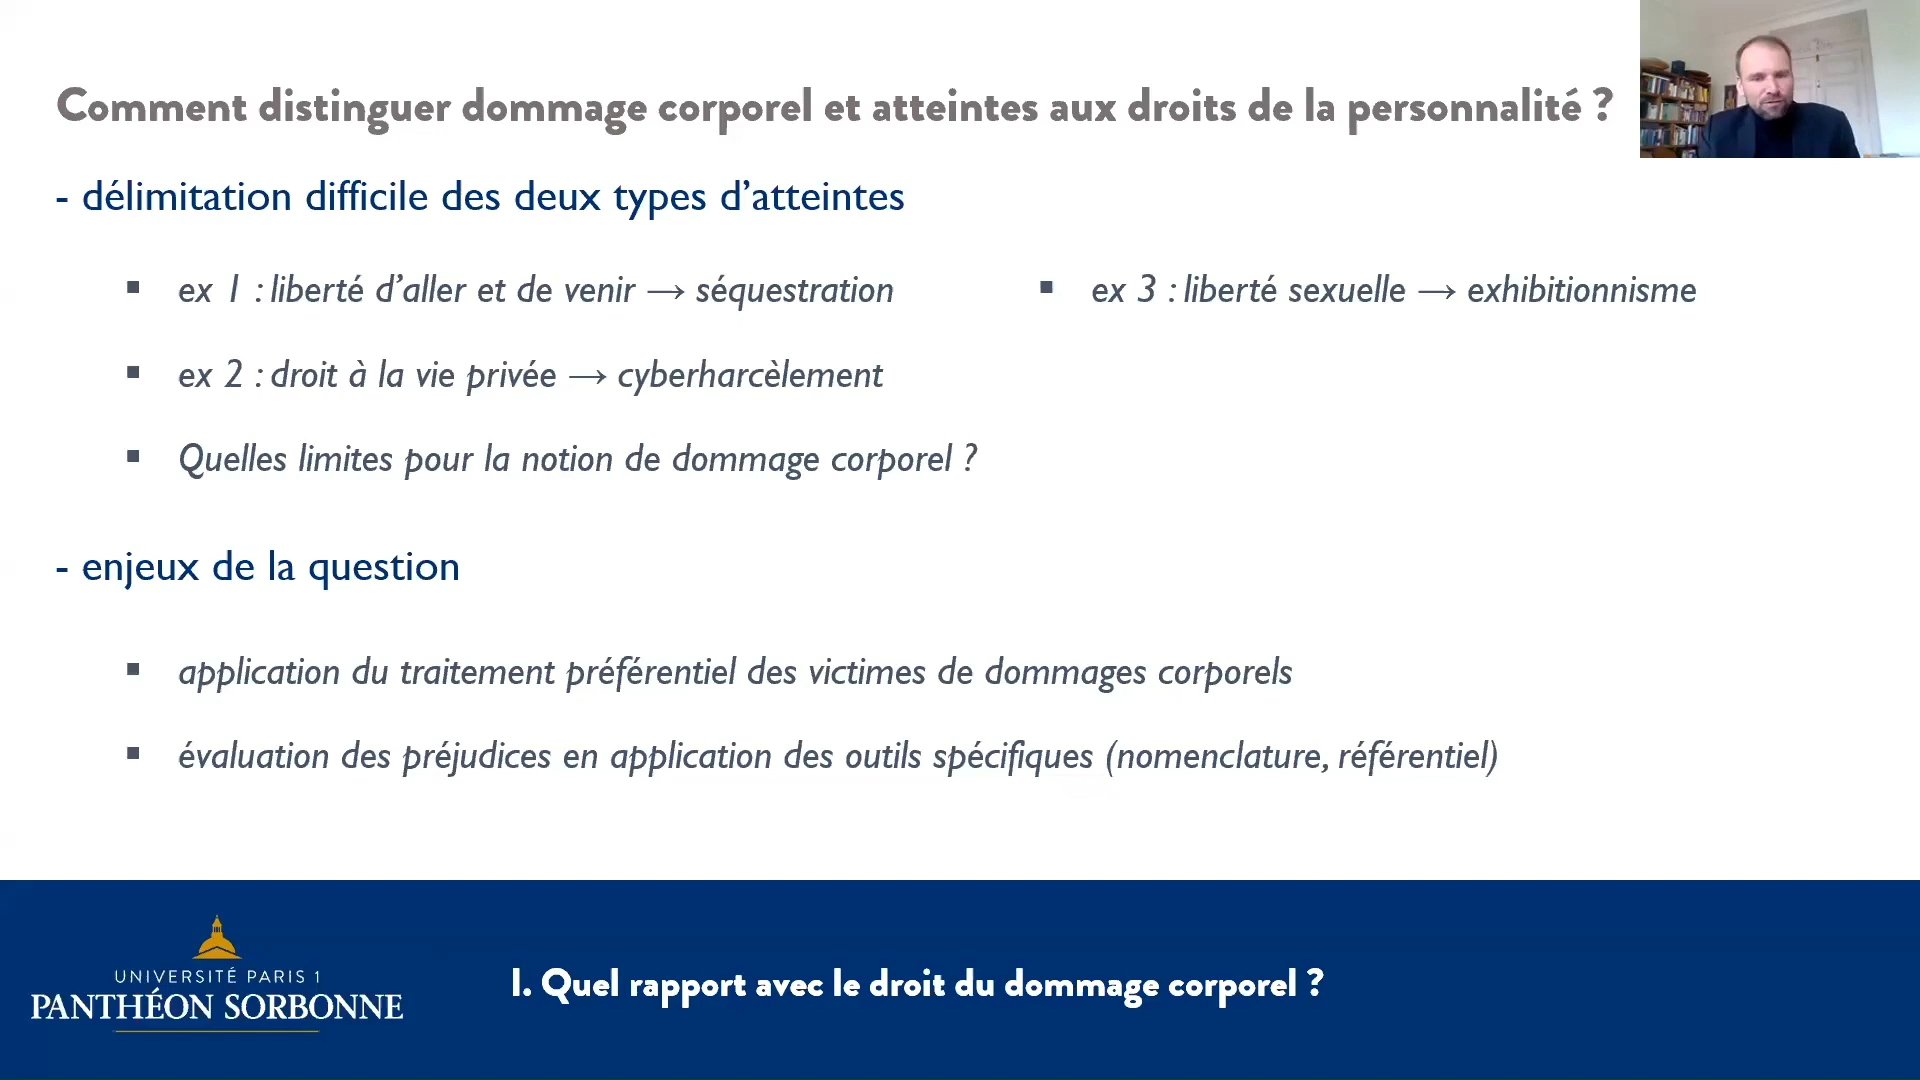 Comment distinguer dommage corporel et atteintes aux droits de la personnalité ?
- délimitation difficile des deux types d’atteintes
▪ ex 1 : liberté d’aller et de venir → séquestration
▪ ex 3 : liberté sexuelle → exhibitionnisme
▪ ex 2 : droit à la vie privée → cyberharcèlement
▪ Quelles limites pour la notion de dommage corporel ?
- enjeux de la question
▪ application du traitement préférentiel des victimes de dommages corporels
▪ évaluation des préjudices en application des outils spécifiques (nomenclature, référentiel)
UNIVERSITÉ PARIS 1
PANTHÉON SORBONNE
I. Quel rapport avec le droit du dommage corporel ?